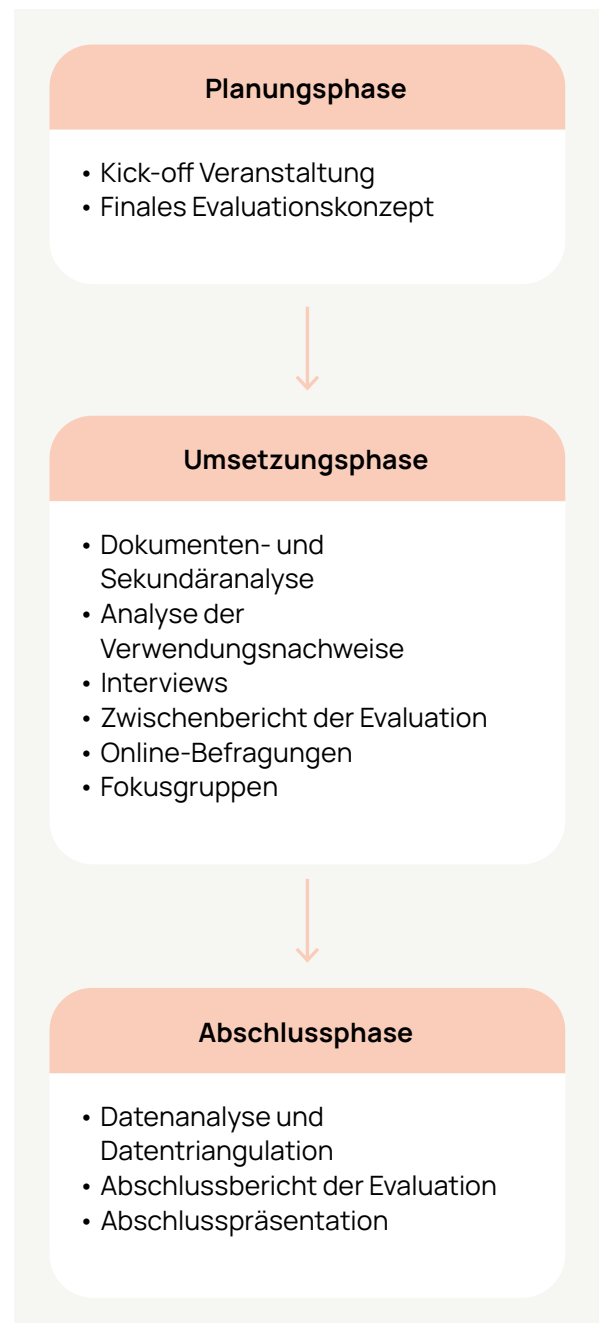 Planungsphase
• Kick-off Veranstaltung
• Finales Evaluationskonzept
Umsetzungsphase
• Dokumenten- und
Sekundäranalyse
• Analyse der
Verwendungsnachweise
• Interviews
• Zwischenbericht der Evaluation
• Online-Befragungen
• Fokusgruppen
Abschlussphase
• Datenanalyse und
Datentriangulation
• Abschlussbericht der Evaluation
• Abschlusspräsentation